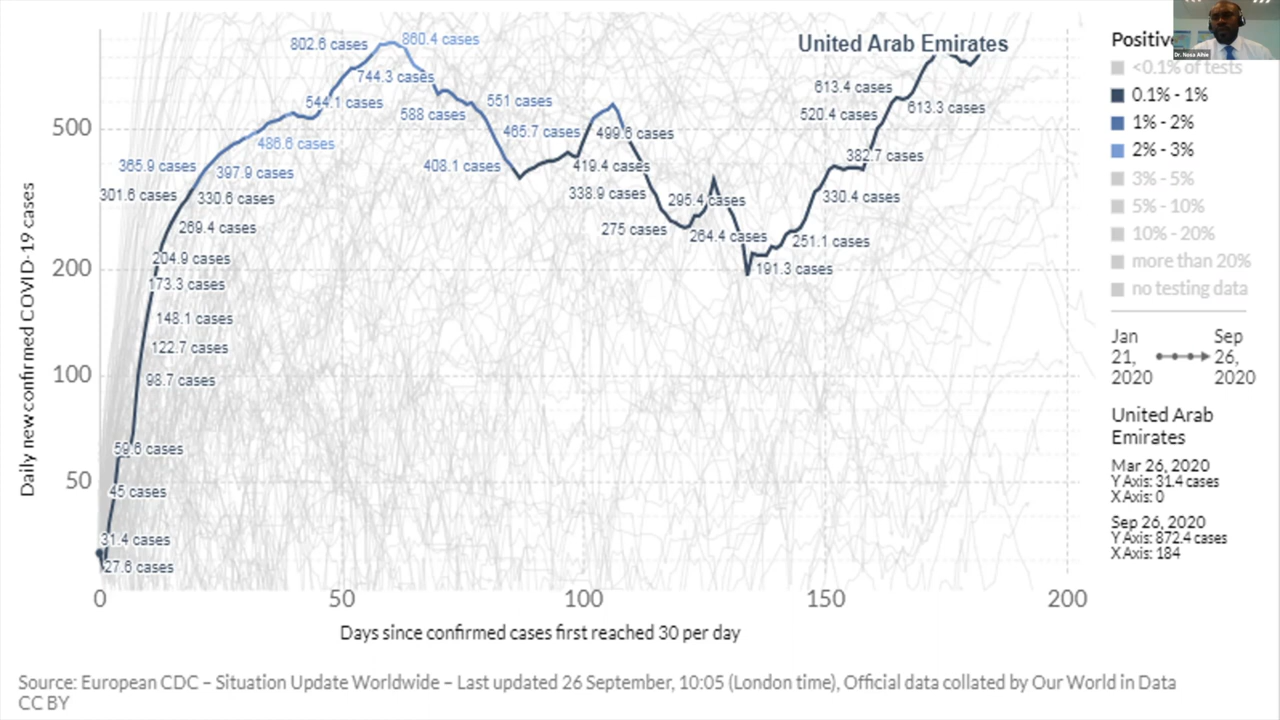 United Arab Emirates
802.6 cases
860.4 cases
744.3 cases
544.1 cases
588 cases
551 cases
465.7 cases
486.6 cases
408.1 cases
365.9 cases
397.9 cases
301.6 cases
330.6 cases
269.4 cases
204.9 cases
173.3 cases
148.1 cases
122.7 cases
98.7 cases
59.6 cases
45 cases
31.4 cases
27.6 cases
499.6 cases
419.4 cases
338.9 cases
295.4 cases
275 cases
264.4 cases
191.3 cases
251.1 cases
330.4 cases
382.7 cases
520.4 cases
613.4 cases
613.3 cases
500
200
100
50
Daily new confirmed COVID-19 cases
0
50
100
150
200
Days since confirmed cases first reached 30 per day
<0.1% of tests
0.1% - 1%
1% - 2%
2% - 3%
3% - 5%
5% - 10%
10% - 20%
more than 20%
no testing data
Jan
21,
2020
Sep
26,
2020
United Arab
Emirates
Mar 26, 2020
Y Axis: 31.4 cases
X Axis: 0
Sep 26, 2020
Y Axis: 872.4 cases
X Axis: 184
Source: European CDC – Situation Update Worldwide – Last updated 26 September, 10:05 (London time), Official data collated by Our World in Data
CC BY